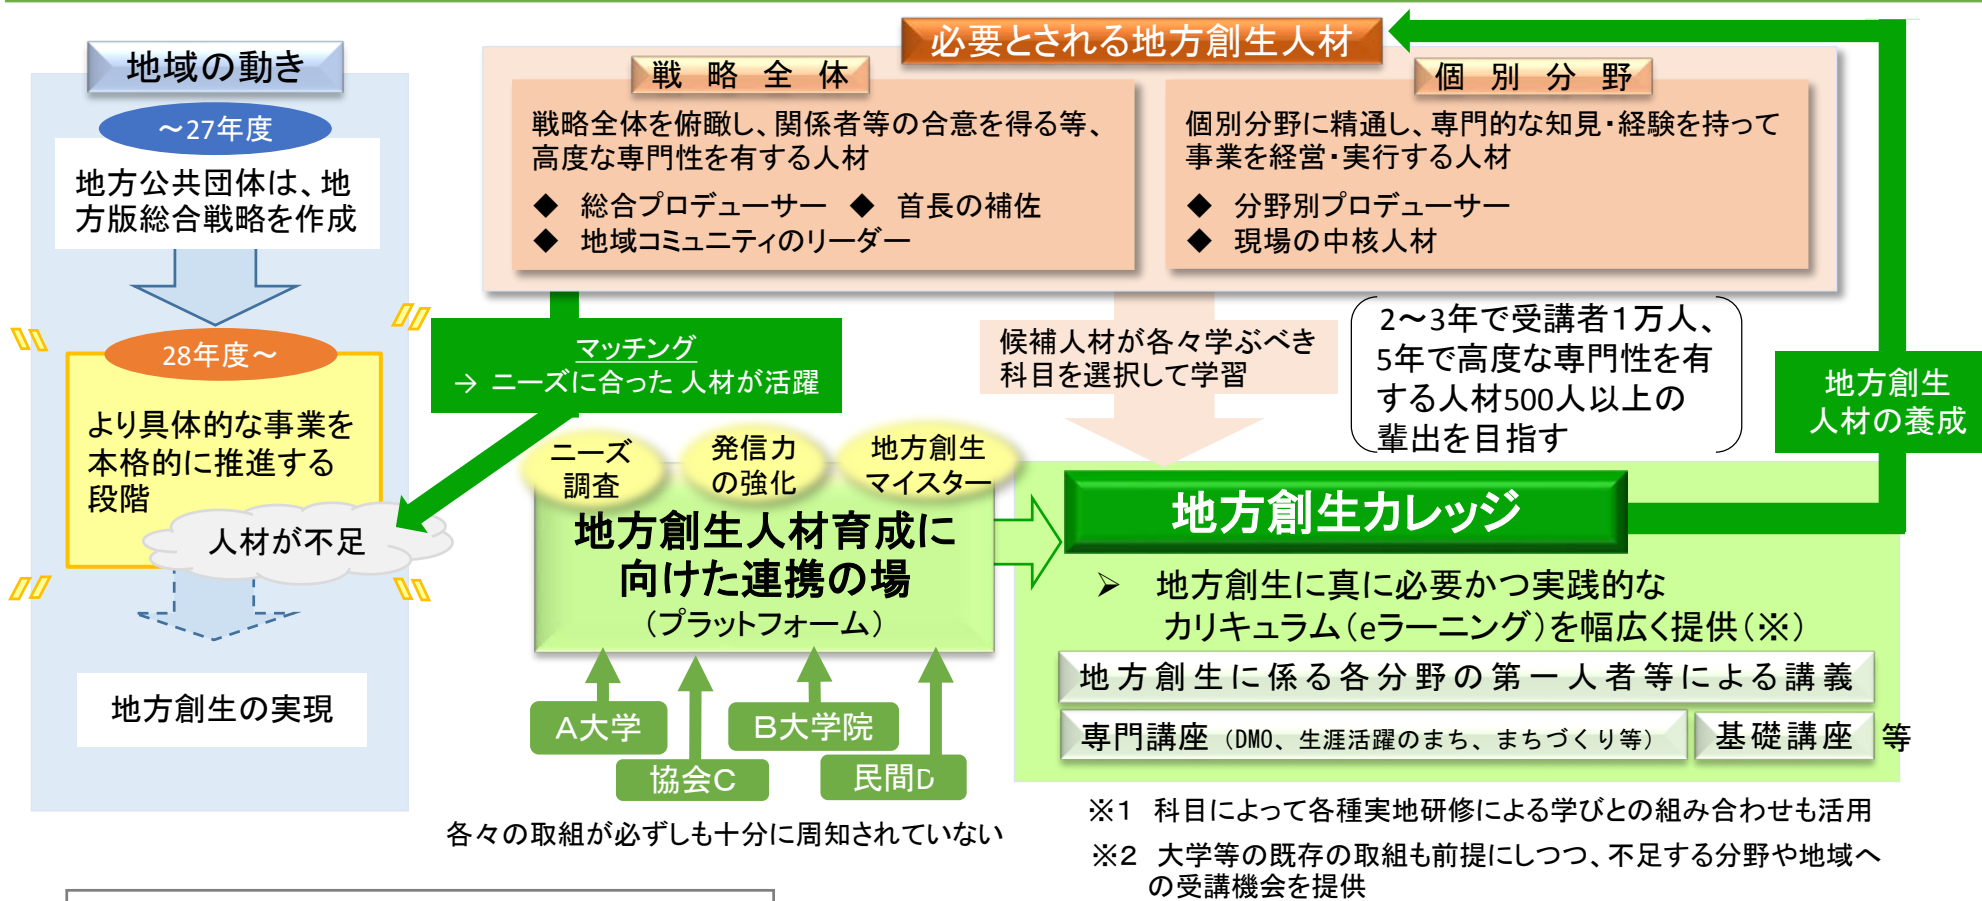 地域の動き
～27年度
地方公共団体は、地
方版総合戦略を作成
28年度～
より具体的な事業を
本格的に推進する
段階
人材が不足
地方創生の実現
必要とされる地方創生人材
戦略全体
戦略全体を俯瞰し、関係者等の合意を得る等、
高度な専門性を有する人材
◆ 総合プロデューサー ◆ 首長の補佐
◆ 地域コミュニティのリーダー
個別分野
個別分野に精通し、専門的な知見・経験を持って
事業を経営・実行する人材
◆ 分野別プロデューサー
◆ 現場の中核人材
マッチング
→ ニーズに合った 人材が活躍
候補人材が各々学ぶべき
科目を選択して学習
2～3年で受講者1万人、
5年で高度な専門性を有
する人材500人以上の
輩出を目指す
地方創生
人材の養成
ニーズ
調査
発信力
の強化
地方創生
マイスター
地方創生人材育成に
向けた連携の場
（プラットフォーム）
A大学
B大学院
協会C
民間D
各々の取組が必ずしも十分に周知されていない
地方創生カレッジ
➢ 地方創生に真に必要かつ実践的な
カリキュラム（eラーニング）を幅広く提供（※）
地方創生に係る各分野の第一人者等による講義
専門講座（DMO、生涯活躍のまち、まちづくり等）
基礎講座 等
※1 科目によって各種実地研修による学びとの組み合わせも活用
※2 大学等の既存の取組も前提にしつつ、不足する分野や地域へ
の受講機会を提供